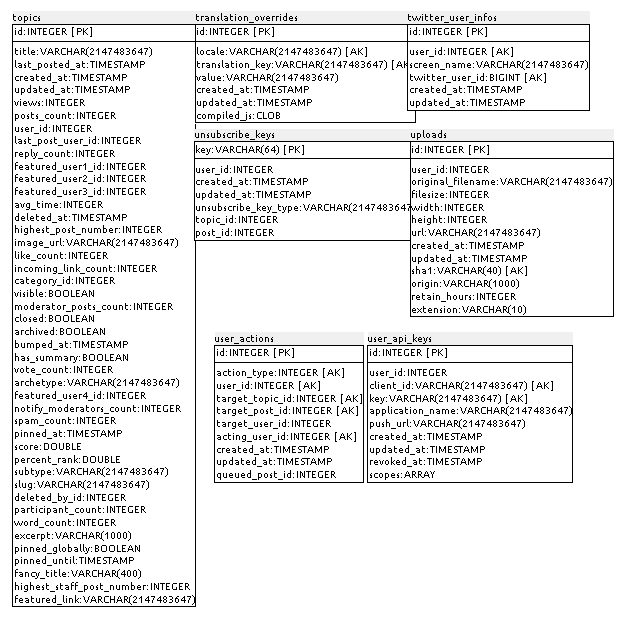 topics
id:INTEGER [PK]
title:VARCHAR(2147483647)
last_posted_at:TIMESTAMP
created_at:TIMESTAMP
updated_at:TIMESTAMP
views:INTEGER
posts_count:INTEGER
user_id:INTEGER
last_post_user_id:INTEGER
reply_count:INTEGER
featured_user1_id:INTEGER
featured_user2_id:INTEGER
featured_user3_id:INTEGER
avg_time:INTEGER
deleted_at:TIMESTAMP
highest_post_number:INTEGER
image_url:VARCHAR(2147483647)
like_count:INTEGER
incoming_link_count:INTEGER
category_id:INTEGER
visible:BOOLEAN
moderator_posts_count:INTEGER
closed:BOOLEAN
archived:BOOLEAN
bumped_at:TIMESTAMP
has_summary:BOOLEAN
vote_count:INTEGER
archetype:VARCHAR(2147483647)
featured_user4_id:INTEGER
notify_moderators_count:INTEGER
spam_count:INTEGER
pinned_at:TIMESTAMP
score:DOUBLE
percent_rank:DOUBLE
subtype:VARCHAR(2147483647)
slug:VARCHAR(2147483647)
deleted_by_id:INTEGER
participant_count:INTEGER
word_count:INTEGER
excerpt:VARCHAR(1000)
pinned_globally:BOOLEAN
pinned_until:TIMESTAMP
fancy_title:VARCHAR(400)
highest_staff_post_number:INTEGER
featured_link:VARCHAR(2147483647)
translation_overrides
id:INTEGER [PK]
locale:VARCHAR(2147483647) [AK]
translation_key:VARCHAR(2147483647) [AK]
value:VARCHAR(2147483647)
created_at:TIMESTAMP
updated_at:TIMESTAMP
compiled_js:CLOB
twitter_user_infos
id:INTEGER [PK]
user_id:INTEGER [AK]
screen_name:VARCHAR(2147483647)
twitter_user_id:BIGINT [AK]
created_at:TIMESTAMP
updated_at:TIMESTAMP
unsubscribe_keys
key:VARCHAR(64) [PK]
user_id:INTEGER
created_at:TIMESTAMP
updated_at:TIMESTAMP
unsubscribe_key_type:VARCHAR(2147483647)
topic_id:INTEGER
post_id:INTEGER
uploads
id:INTEGER [PK]
user_id:INTEGER
original_filename:VARCHAR(2147483647)
filesize:INTEGER
width:INTEGER
height:INTEGER
url:VARCHAR(2147483647)
created_at:TIMESTAMP
updated_at:TIMESTAMP
sha1:VARCHAR(40) [AK]
origin:VARCHAR(1000)
retain_hours:INTEGER
extension:VARCHAR(10)
user_actions
id:INTEGER [PK]
action_type:INTEGER [AK]
user_id:INTEGER [AK]
target_topic_id:INTEGER [AK]
target_post_id:INTEGER [AK]
target_user_id:INTEGER
acting_user_id:INTEGER [AK]
created_at:TIMESTAMP
updated_at:TIMESTAMP
queued_post_id:INTEGER
user_api_keys
id:INTEGER [PK]
user_id:INTEGER
client_id:VARCHAR(2147483647) [AK]
key:VARCHAR(2147483647) [AK]
application_name:VARCHAR(2147483647)
push_url:VARCHAR(2147483647)
created_at:TIMESTAMP
updated_at:TIMESTAMP
revoked_at:TIMESTAMP
scopes:ARRAY